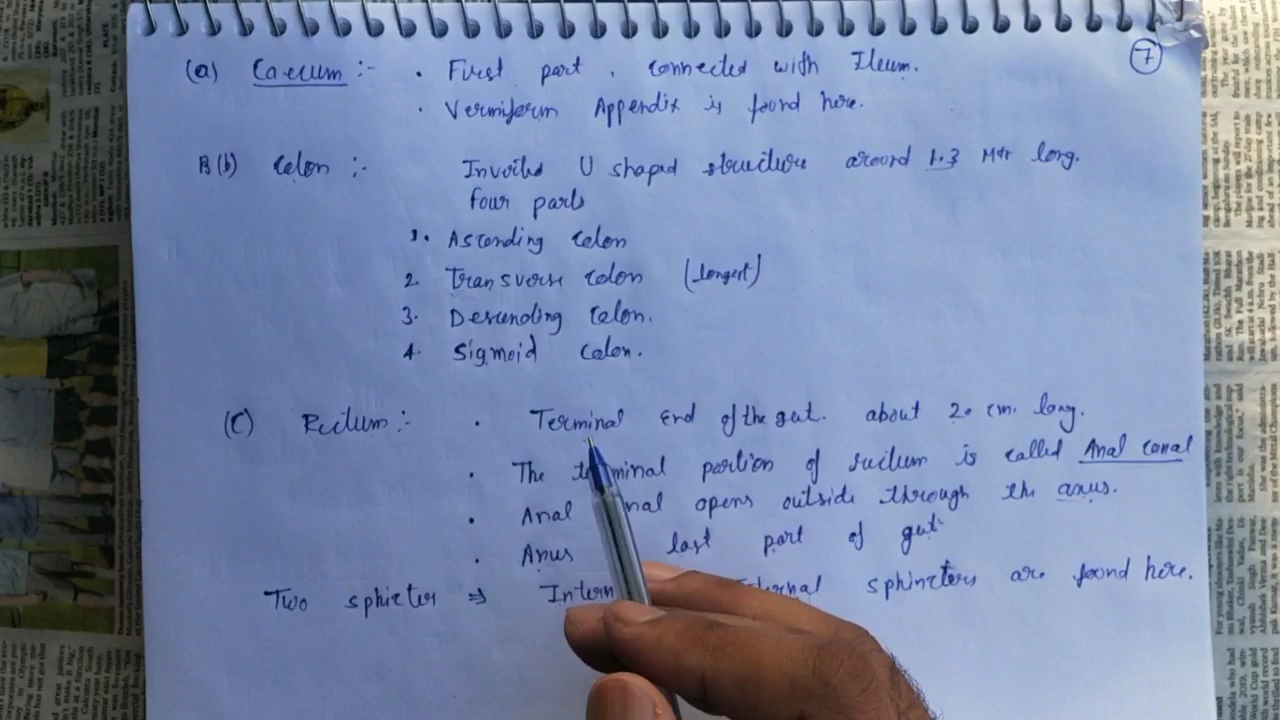 7
(a) Caecum :- . First part , connected with Ileum.
. Vermiform Appendix is found here.
B(b) Colon :- Inverted U shaped structure around 1.3 Mtr long.
four parts
1. Ascending colon
2. Transverse colon (longest)
3. Descending colon.
4. Sigmoid colon.
(C) Rectum :- . Terminal end of the gut. about 20 cm. long.
. The terminal portion of rectum is called Anal canal
. Anal nal opens outside through the anus.
. Anus last part of gut.
Two sphicter ⇒ Intern ternal sphincters are found here.